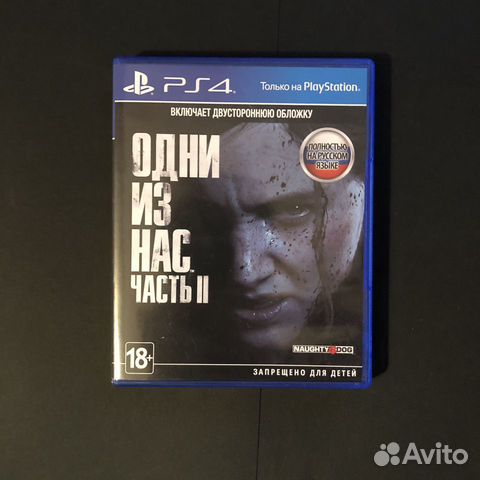 PS4
Только на PlayStation
ВКЛЮЧАЕТ ДВУСТОРОННЮЮ ОБЛОЖКУ
ПОЛНОСТЬЮ
НА РУССКОМ
ЯЗЫКЕ
ОДНИ
ИЗ
НАС™
ЧАСТЬ II
NAUGHTY DOG
18+
ЗАПРЕЩЕНО ДЛЯ ДЕТЕЙ
Avito